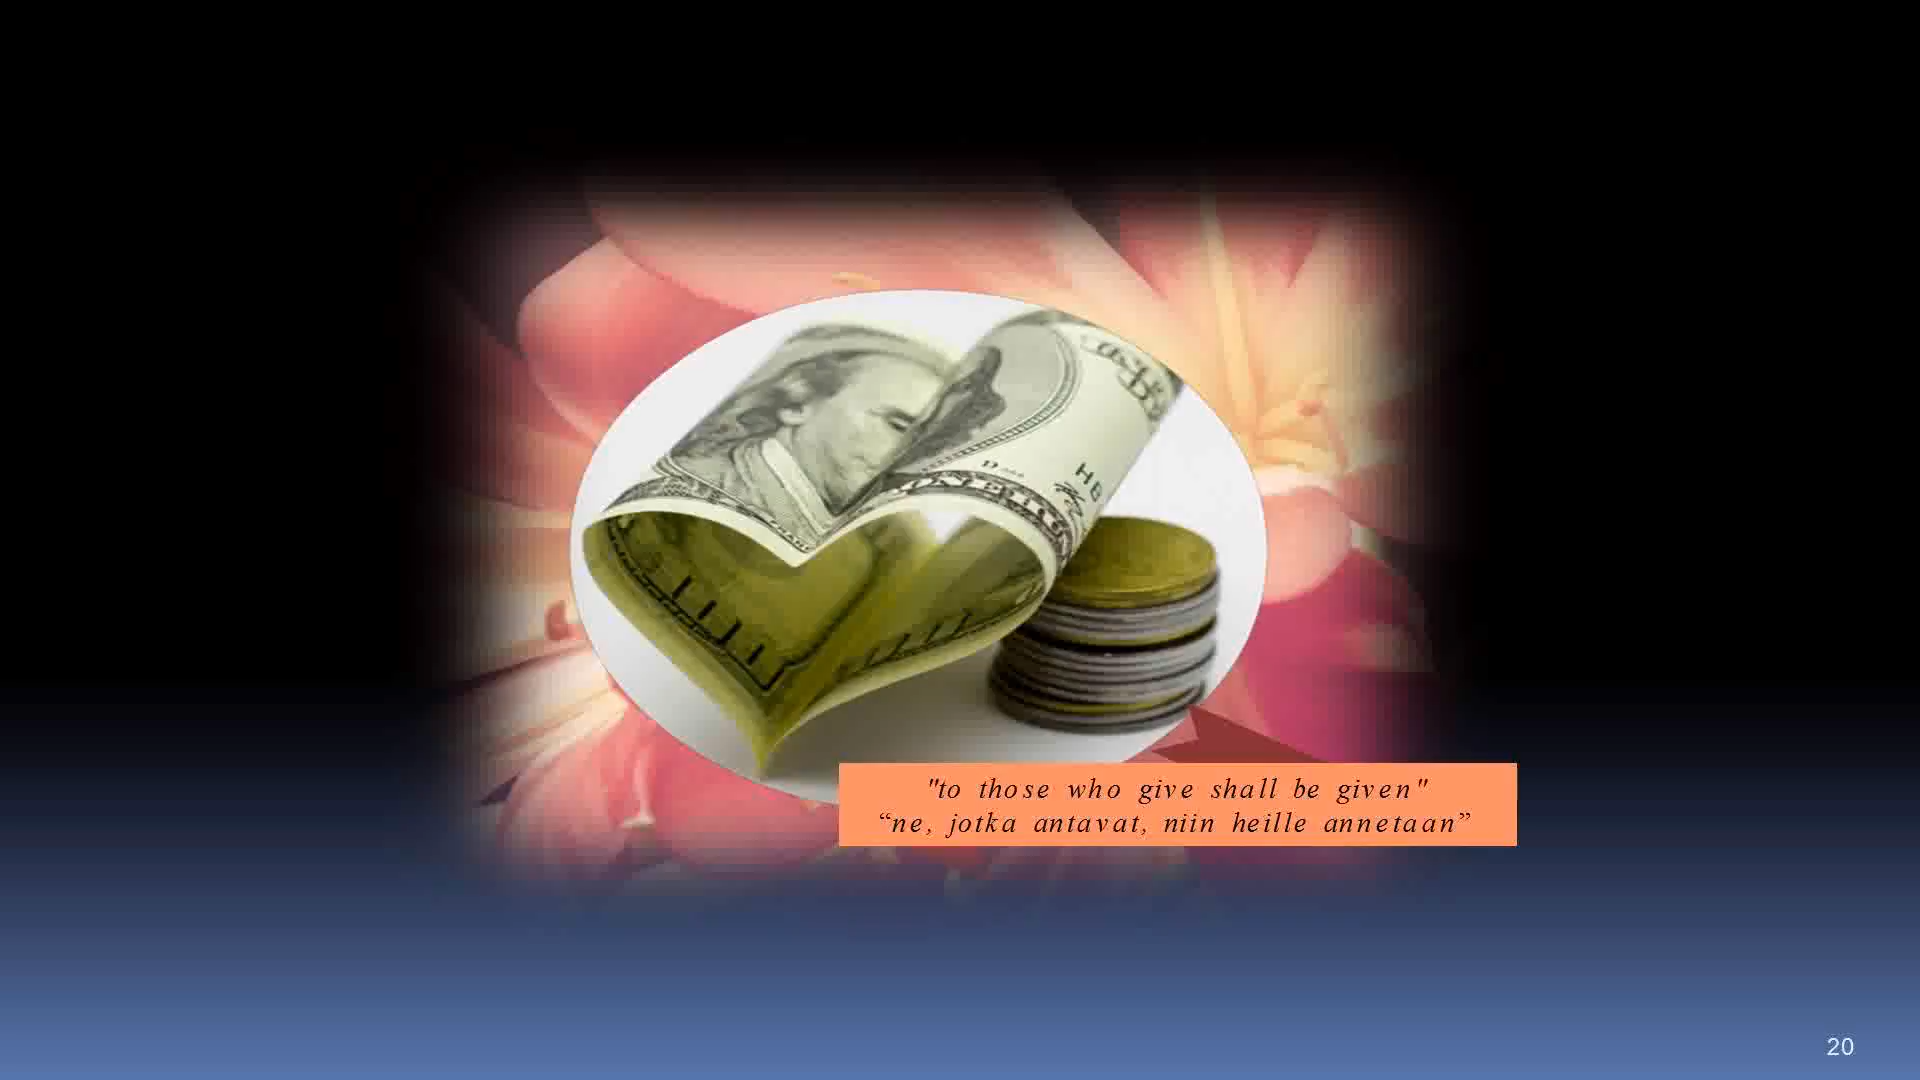 "to those who give shall be given"
“ne, jotka antavat, niin heille annetaan”
20